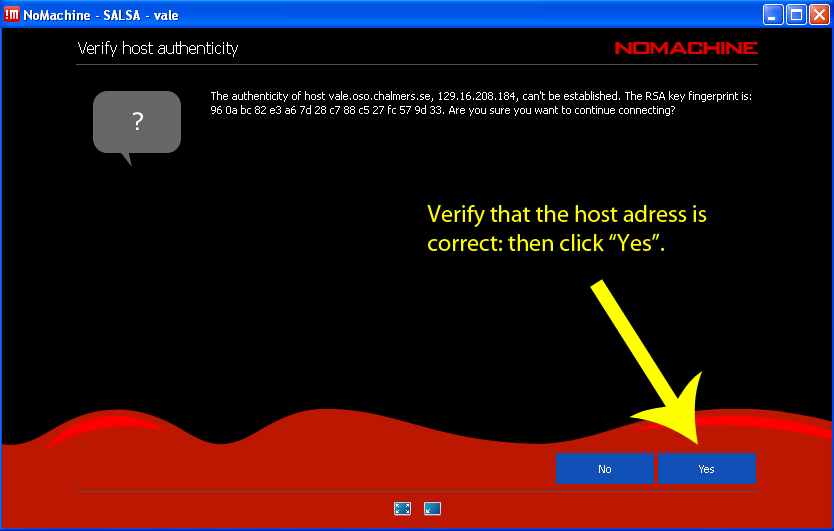 NoMachine - SALSA - vale
Verify host authenticity
NOMACHINE
?
The authenticity of host vale.oso.chalmers.se, 129.16.208.184, can't be established. The RSA key fingerprint is:
96 0a bc 82 e3 a6 7d 28 c7 88 c5 27 fc 57 9d 33. Are you sure you want to continue connecting?
Verify that the host adress is
correct: then click “Yes”.
No
Yes